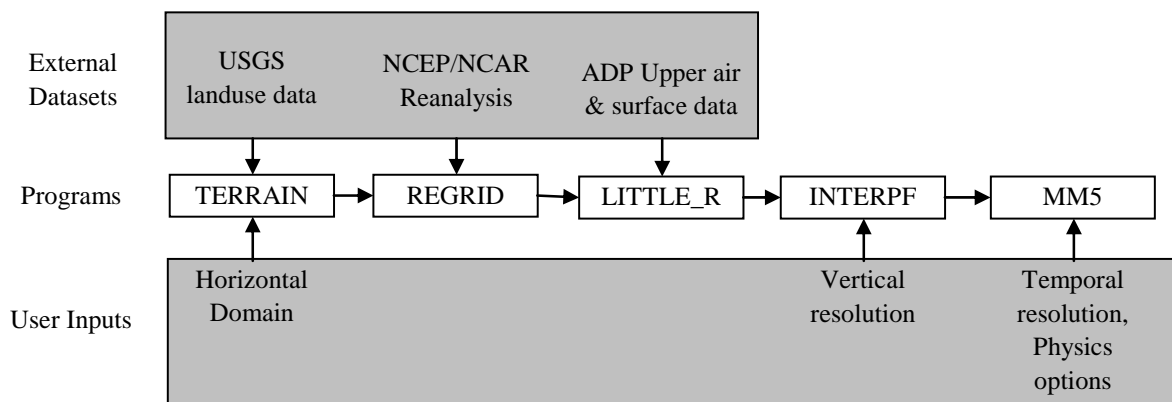 External
Datasets
USGS
landuse data
NCEP/NCAR
Reanalysis
ADP Upper air
& surface data
Programs
TERRAIN
REGRID
LITTLE_R
INTERPF
MM5
User Inputs
Horizontal
Domain
Vertical
resolution
Temporal
resolution,
Physics
options